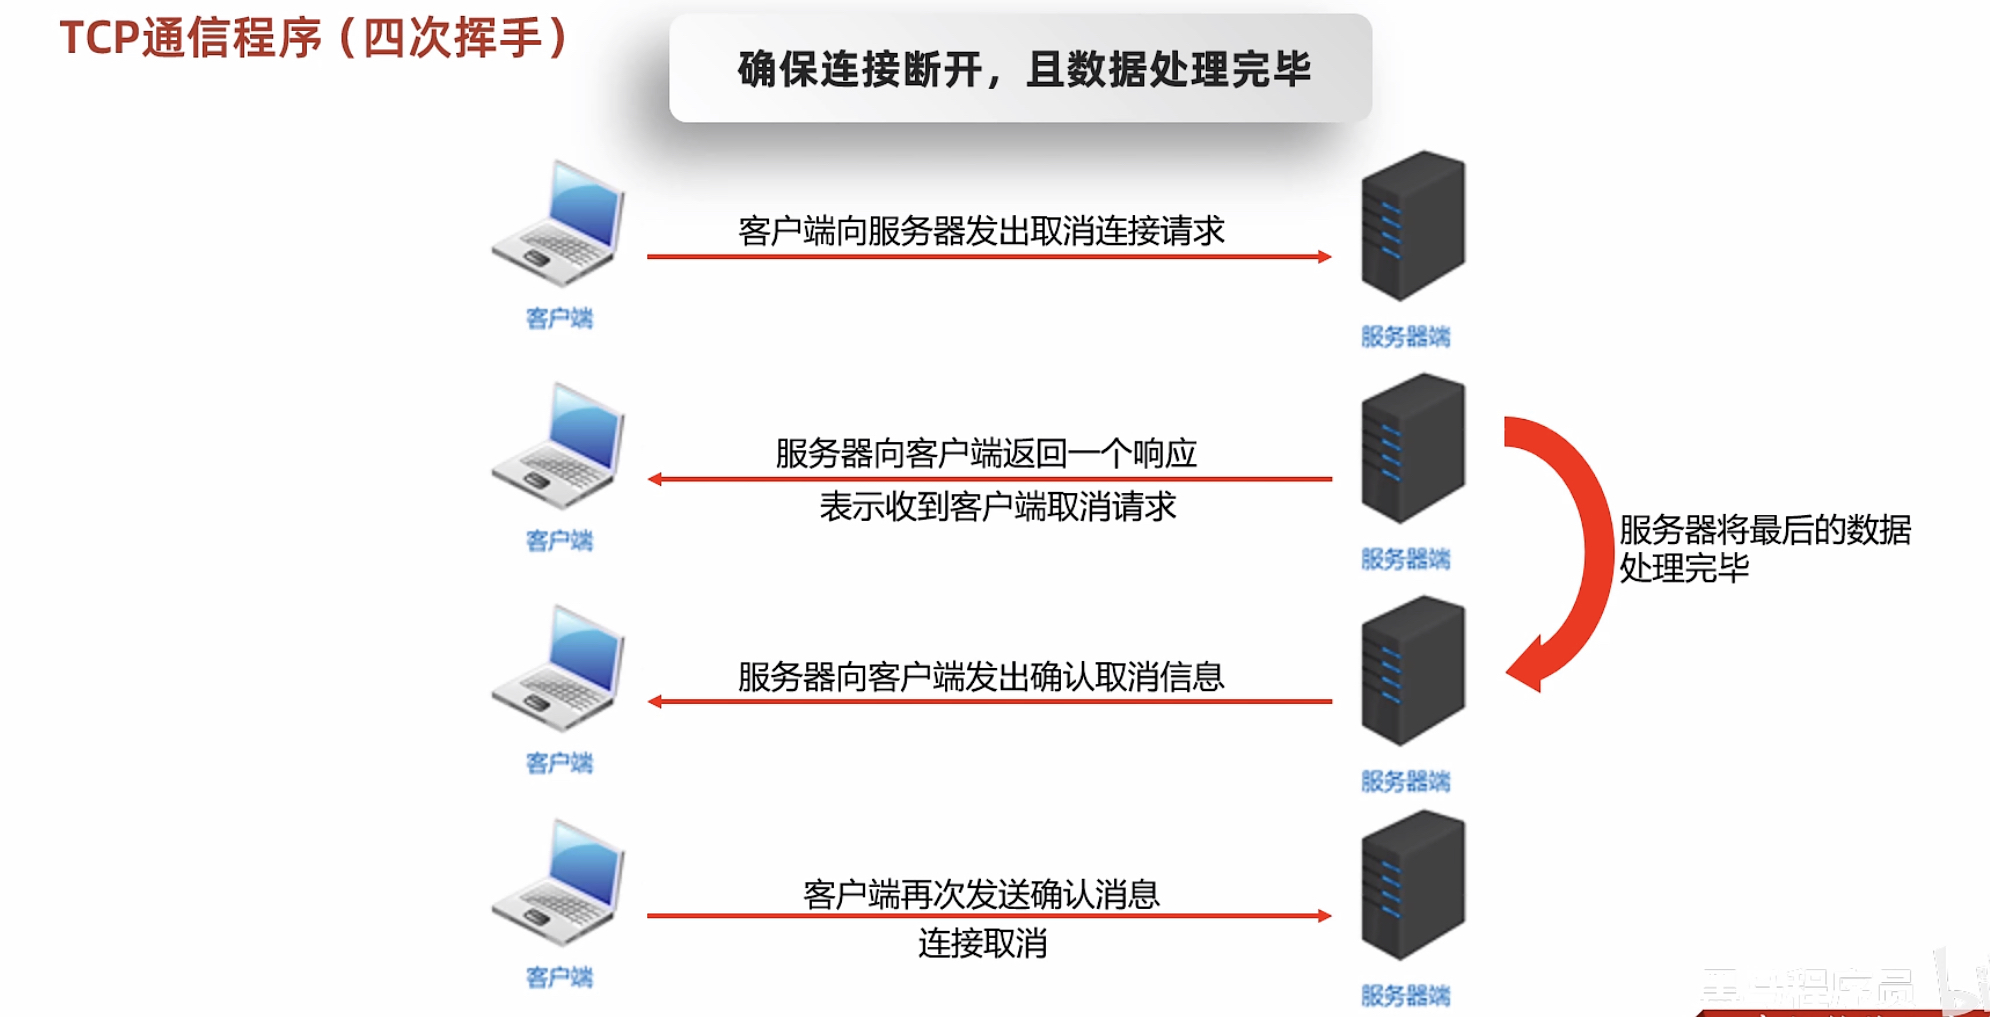 TCP通信程序（四次挥手）
确保连接断开，且数据处理完毕
客户端向服务器发出取消连接请求
客户端
服务器端
服务器向客户端返回一个响应
表示收到客户端取消请求
客户端
服务器端
服务器将最后的数据
处理完毕
服务器向客户端发出确认取消信息
客户端
服务器端
客户端再次发送确认消息
连接取消
客户端
服务器端